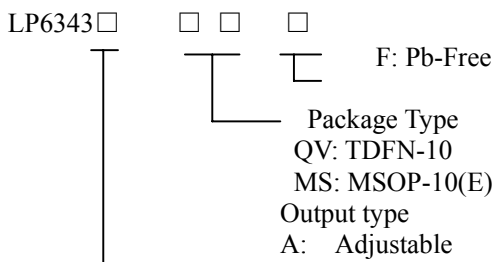 LP6343□ □ □ □
F: Pb-Free
Package Type
QV: TDFN-10
MS: MSOP-10(E)
Output type
A: Adjustable